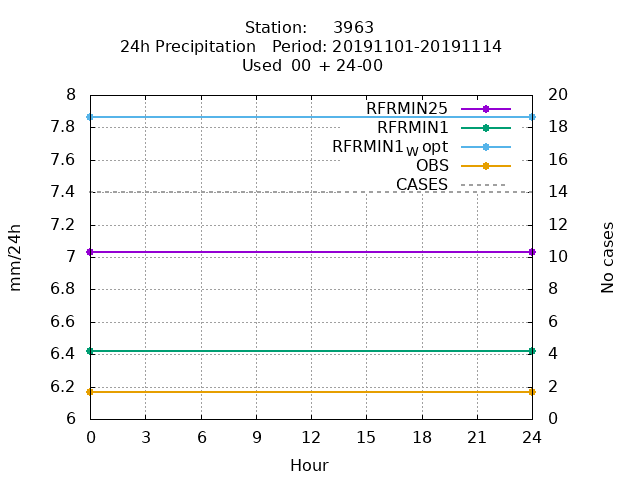 Station: 3963
24h Precipitation Period: 20191101-20191114
Used 00 + 24-00
8 20
RFRMIN25
7.8 RFRMIN1 18
RFRMIN1w opt
7.6 16
OBS
CASES
7.4 14
7.2 12
7 10
mm/24h
No cases
6.8 8
6.6 6
6.4 4
6.2 2
6 0
0 3 6 9 12 15 18 21 24
Hour